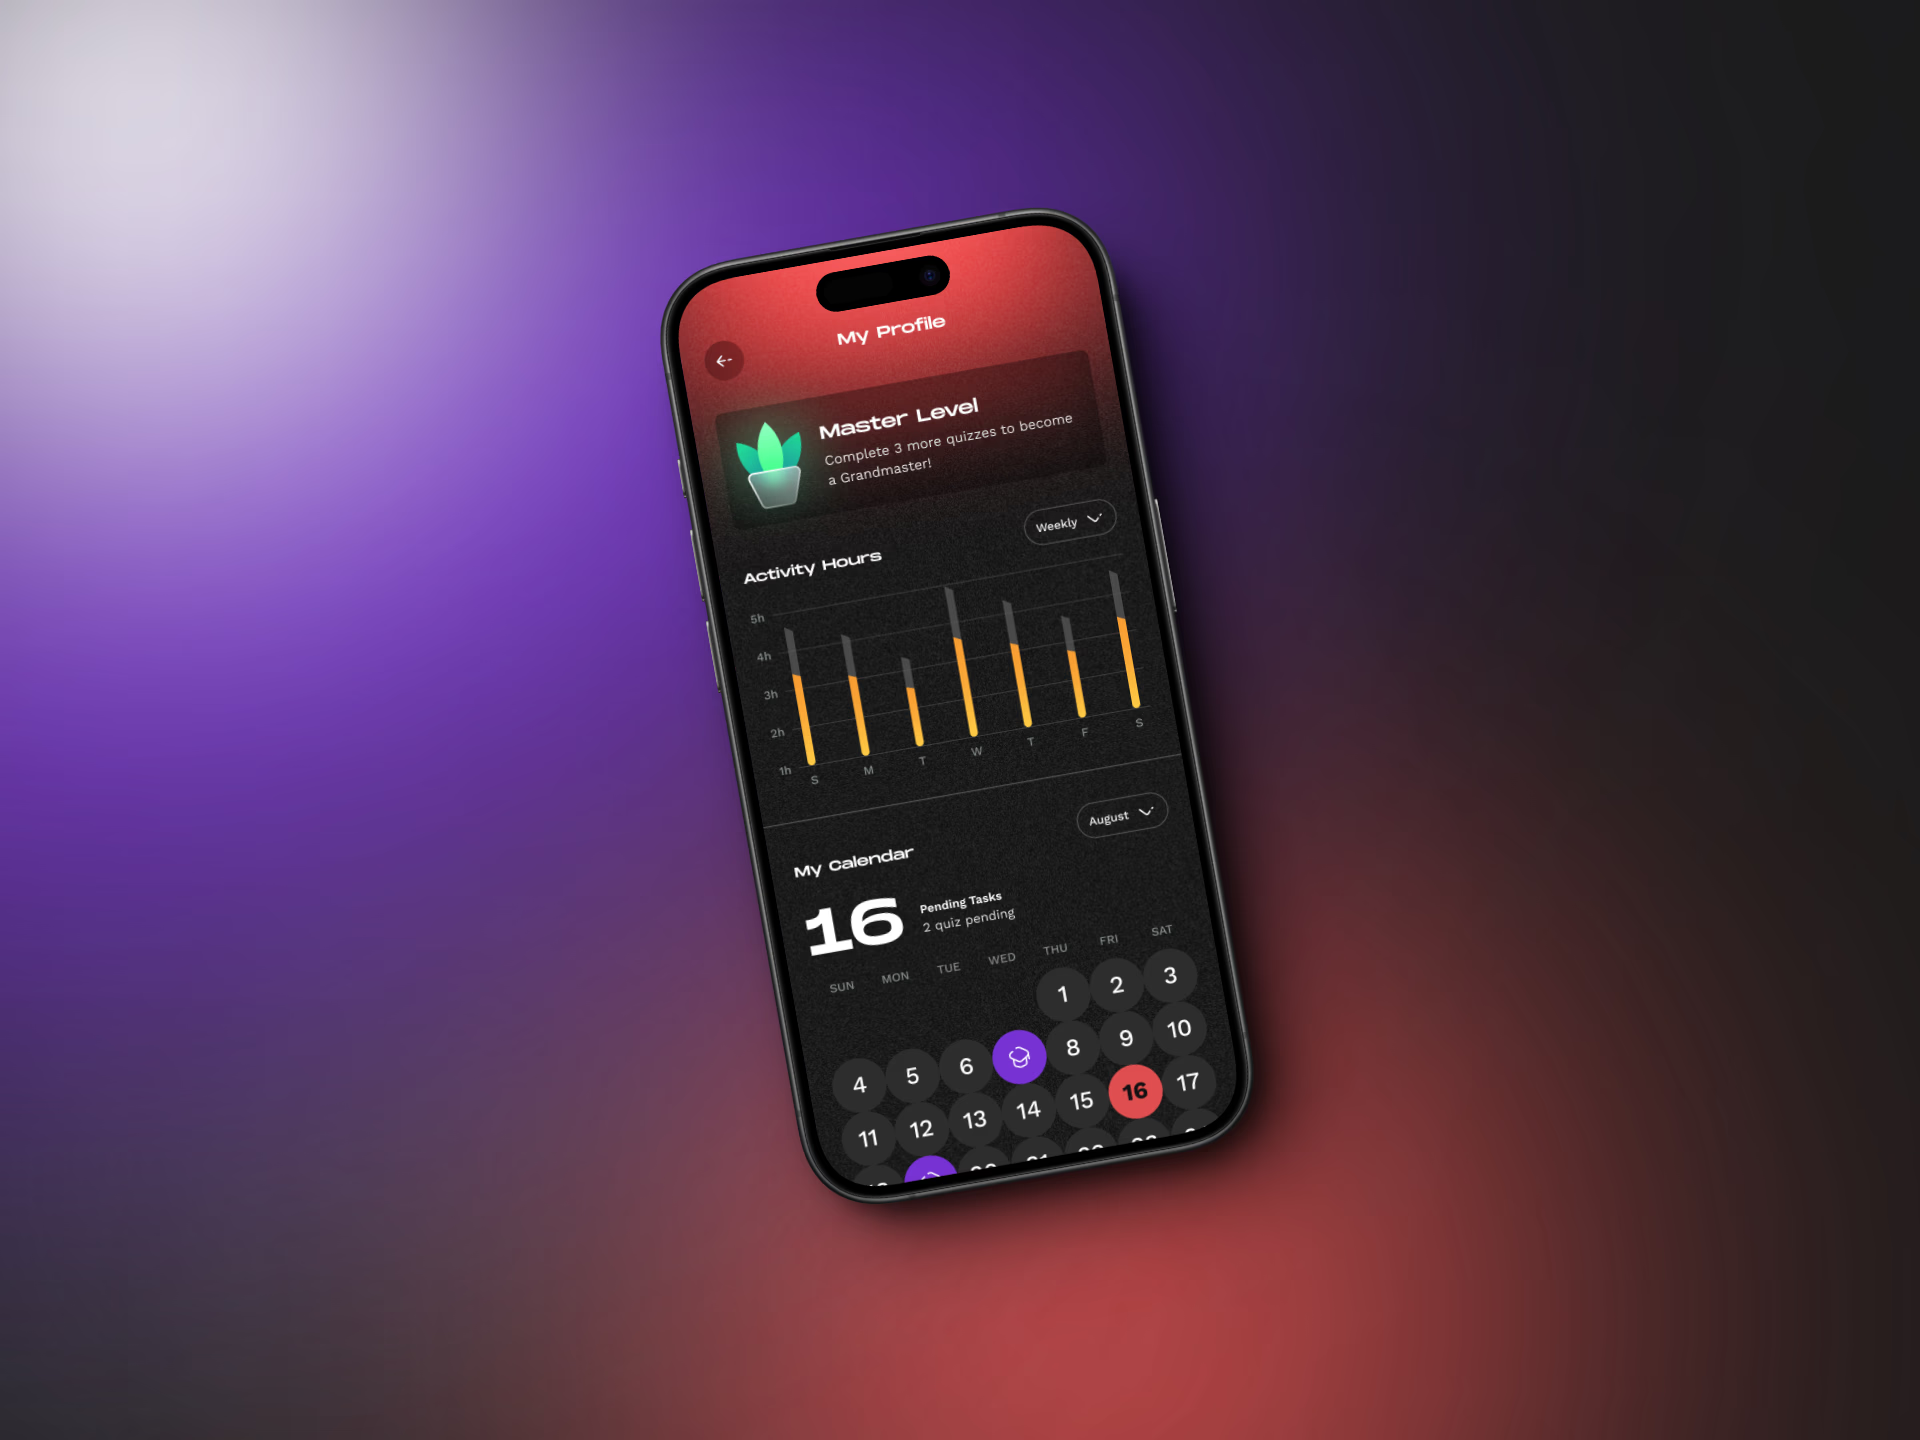 My Profile
Master Level
Complete 3 more quizzes to become
a Grandmaster!
Weekly
Activity Hours
5h
4h
3h
2h
1h
S M T W T F S
August
My Calendar
16
Pending Tasks
2 quiz pending
SUN MON TUE WED THU FRI SAT
1 2 3
4 5 6 8 9 10
11 12 13 14 15 16 17